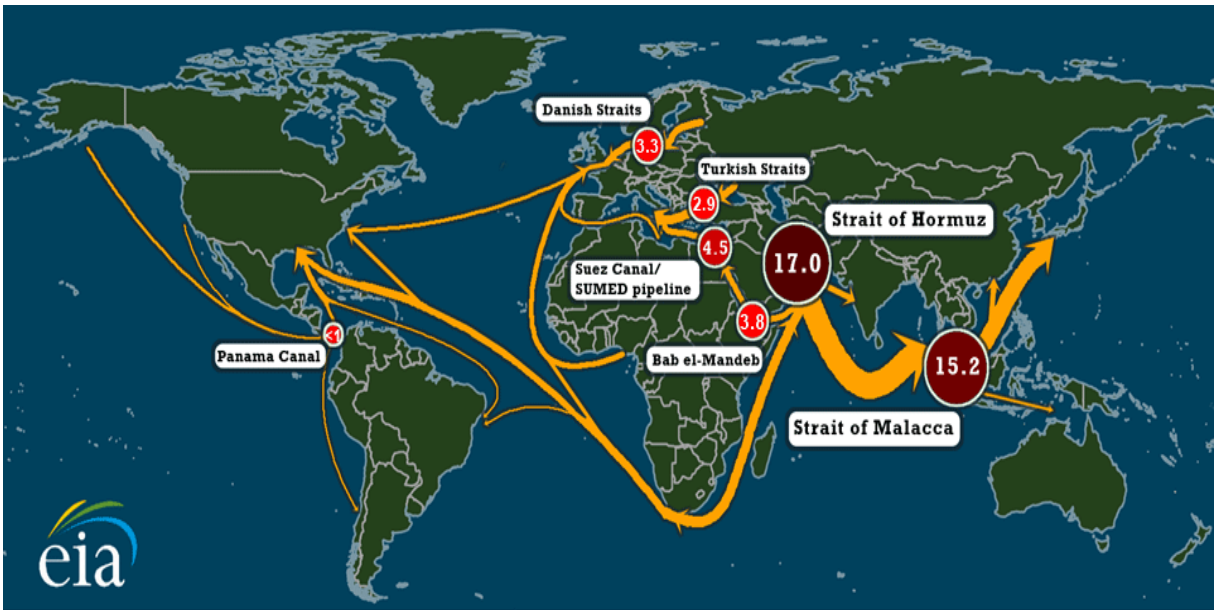 Danish Straits
3.3
Turkish Straits
2.9
Strait of Hormuz
17.0
4.5
Suez Canal/
SUMED pipeline
3.8
Bab el-Mandeb
<1
Panama Canal
15.2
Strait of Malacca
eia